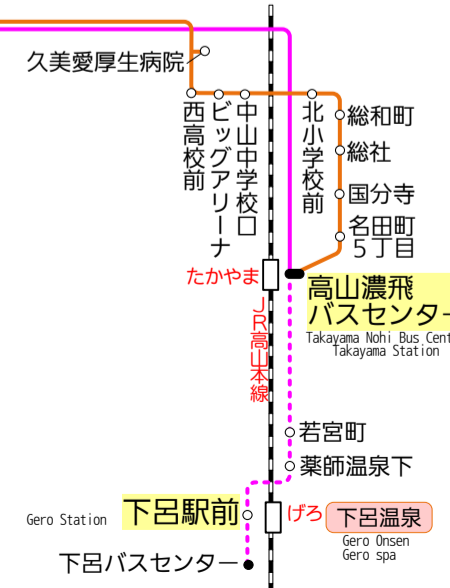 久美愛厚生病院
西高校前
ビッグアリーナ
中山中学校口
北小学校前
総和町
総社
国分寺
名田町
5丁目
たかやま
高山濃飛
バスセンター
Takayama Nohi Bus Cent
Takayama Station
JR高山本線
若宮町
薬師温泉下
Gero Station
下呂駅前
げろ
下呂温泉
Gero Onsen
Gero spa
下呂バスセンター